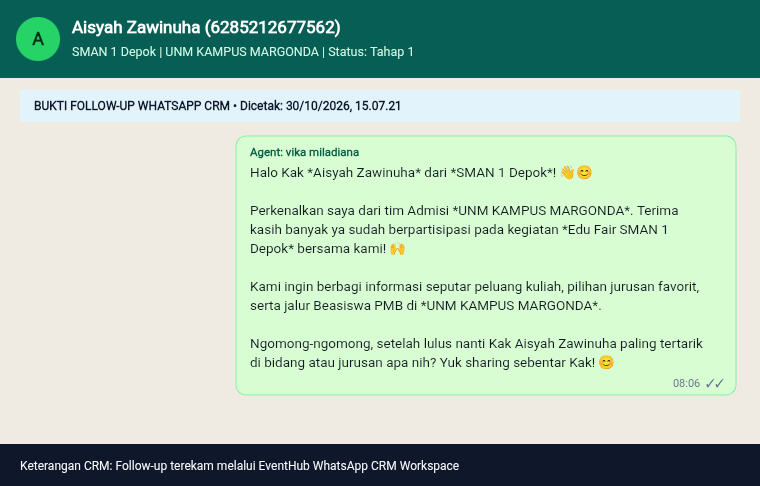 A
Aisyah Zawinuha (6285212677562)
SMAN 1 Depok | UNM KAMPUS MARGONDA | Status: Tahap 1
BUKTI FOLLOW-UP WHATSAPP CRM • Dicetak: 30/10/2026, 15.07.21
Agent: vika miladiana
Halo Kak *Aisyah Zawinuha* dari *SMAN 1 Depok*! 👋😊
Perkenalkan saya dari tim Admisi *UNM KAMPUS MARGONDA*. Terima
kasih banyak ya sudah berpartisipasi pada kegiatan *Edu Fair SMAN 1
Depok* bersama kami! 🙌
Kami ingin berbagi informasi seputar peluang kuliah, pilihan jurusan favorit,
serta jalur Beasiswa PMB di *UNM KAMPUS MARGONDA*.
Ngomong-ngomong, setelah lulus nanti Kak Aisyah Zawinuha paling tertarik
di bidang atau jurusan apa nih? Yuk sharing sebentar Kak! 😊
08:06 ✓✓
Keterangan CRM: Follow-up terekam melalui EventHub WhatsApp CRM Workspace